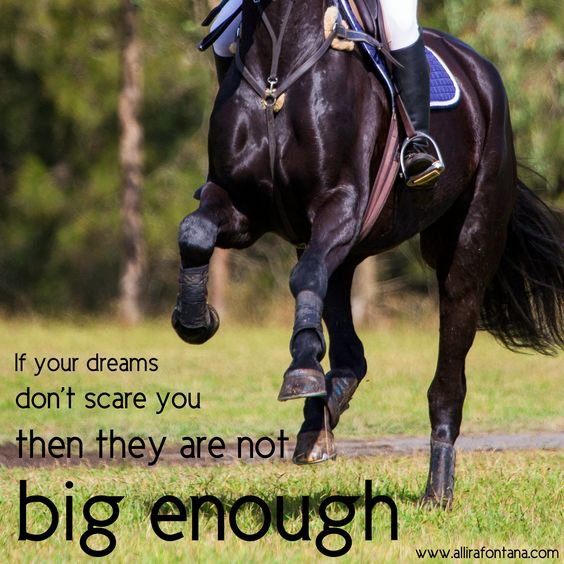 If your dreams
don't scare you
then they are not
big enough
www.allirafontana.com